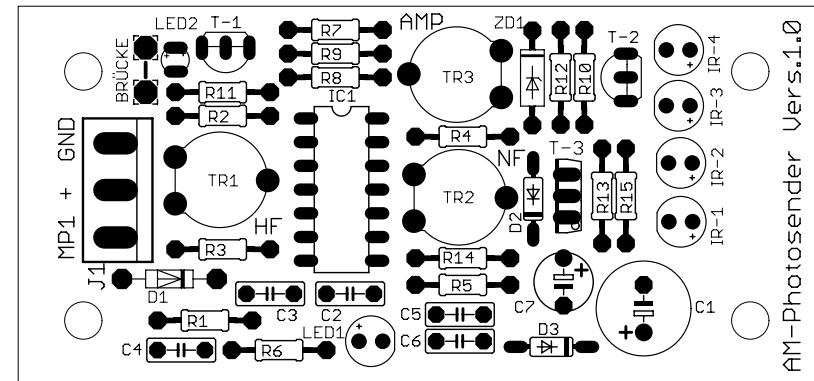 LED2
T-1
BRÜCKE
R11
R2
R7
R9
R8
IC1
AMP
TR3
ZD1
R12
R10
T-2
IR-4
IR-3
IR-2
IR-1
R4
NF
T-3
TR1
HF
TR2
D2
R13
R15
MP1 + GND
J1
R3
D1
R14
R5
C3
C2
C5
C7
C1
R1
C4
R6
LED1
C6
D3
AM-Photosender Vers.1.0